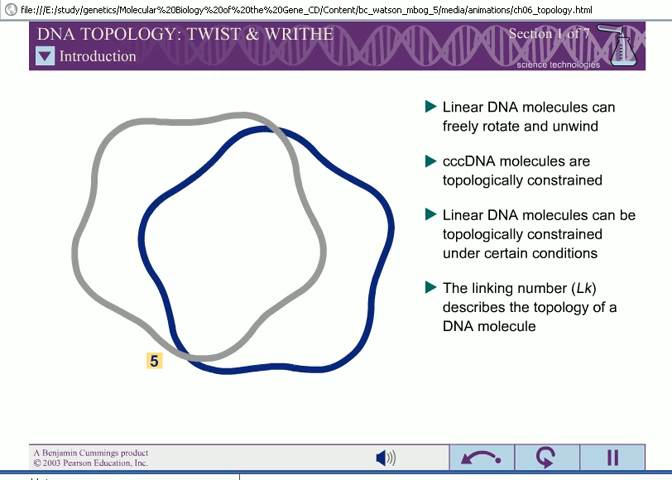 file:///E:/study/genetics/Molecular%20Biology%20of%20the%20Gene_CD/Content/bc_watson_mbog_5/media/animations/ch06_topology.html
DNA TOPOLOGY: TWIST & WRITHE
Section 1 of 7
Introduction
science technologies
Linear DNA molecules can
freely rotate and unwind
cccDNA molecules are
topologically constrained
Linear DNA molecules can be
topologically constrained
under certain conditions
The linking number (Lk)
describes the topology of a
DNA molecule
5
A Benjamin Cummings product
© 2003 Pearson Education, Inc.